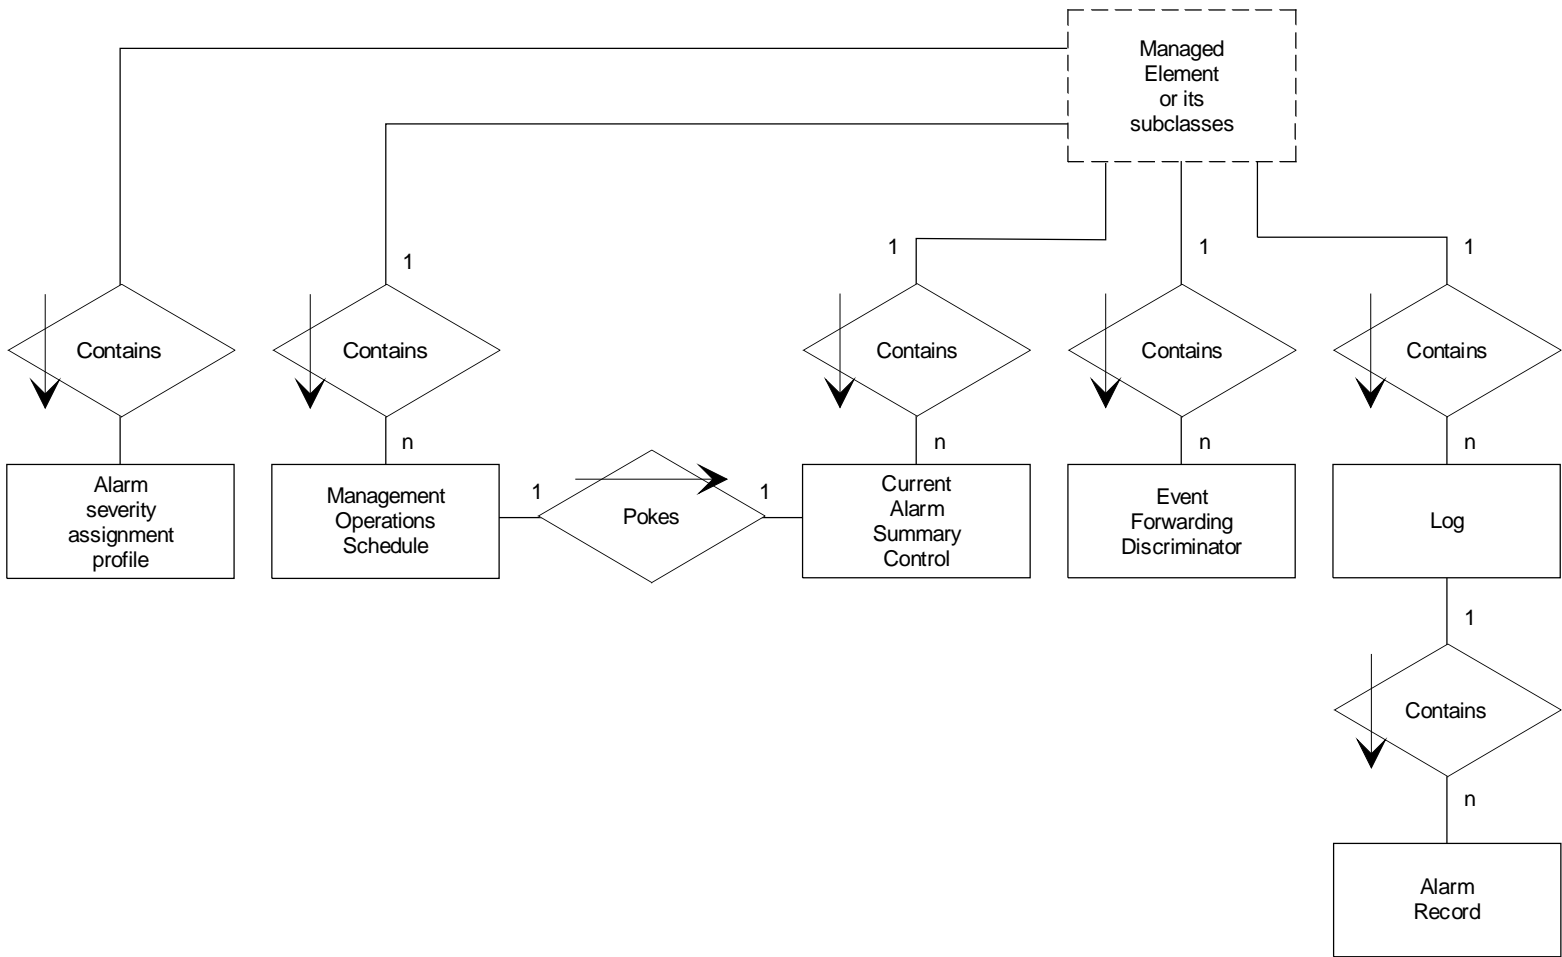 Managed
Element
or its
subclasses
1
1
1
1
Contains
Contains
Contains
Contains
Contains
n
n
n
n
Alarm
severity
assignment
profile
Management
Operations
Schedule
1
Pokes
1
Current
Alarm
Summary
Control
Event
Forwarding
Discriminator
Log
1
Contains
n
Alarm
Record